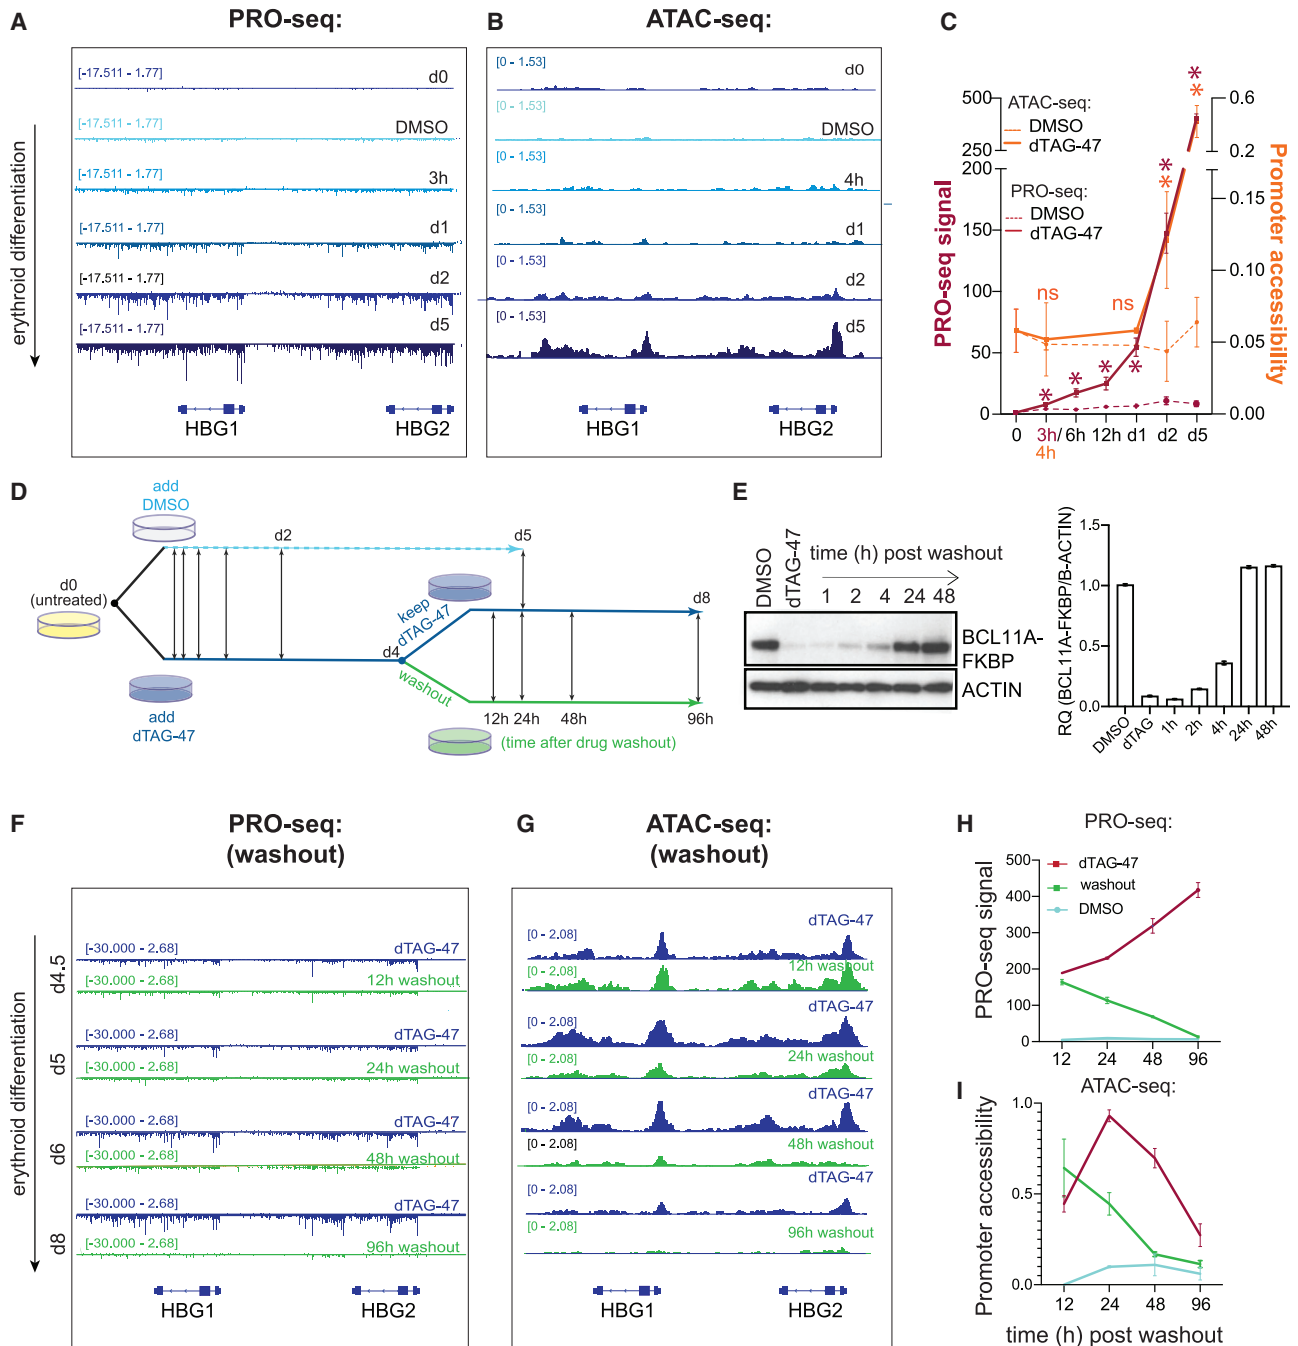 A
PRO-seq:
erythroid differentiation
[-17.511 - 1.77]
d0
[-17.511 - 1.77]
DMSO
[-17.511 - 1.77]
3h
[-17.511 - 1.77]
d1
[-17.511 - 1.77]
d2
[-17.511 - 1.77]
d5
HBG1
HBG2
B
ATAC-seq:
[0 - 1.53]
d0
[0 - 1.53]
DMSO
[0 - 1.53]
4h
[0 - 1.53]
d1
[0 - 1.53]
d2
[0 - 1.53]
d5
HBG1
HBG2
C
PRO-seq signal
500
250
200
150
100
50
0
ATAC-seq:
DMSO
dTAG-47
PRO-seq:
DMSO
dTAG-47
ns
ns
*
*
*
*
*
*
*
*
0.6
0.2
0.15
0.10
0.05
0.00
Promoter accessibility
0
3h/
4h
6h
12h
d1
d2
d5
D
add
DMSO
d0
(untreated)
add
dTAG-47
d2
d5
keep
dTAG-47
d4
washout
d8
12h
24h
48h
96h
(time after drug washout)
E
DMSO
dTAG-47
time (h) post washout
1
2
4
24
48
BCL11A-
FKBP
ACTIN
RQ (BCL11A-FKBP/B-ACTIN)
1.5
1.0
0.5
0.0
DMSO
dTAG
1h
2h
4h
24h
48h
F
PRO-seq:
(washout)
erythroid differentiation
d4.5
[-30.000 - 2.68]
dTAG-47
[-30.000 - 2.68]
12h washout
d5
[-30.000 - 2.68]
dTAG-47
[-30.000 - 2.68]
24h washout
d6
[-30.000 - 2.68]
dTAG-47
[-30.000 - 2.68]
48h washout
d8
[-30.000 - 2.68]
dTAG-47
[-30.000 - 2.68]
96h washout
HBG1
HBG2
G
ATAC-seq:
(washout)
dTAG-47
[0 - 2.08]
12h washout
[0 - 2.08]
dTAG-47
[0 - 2.08]
24h washout
[0 - 2.08]
dTAG-47
[0 - 2.08]
[0 - 2.08]
48h washout
dTAG-47
[0 - 2.08]
[0 - 2.08]
96h washout
HBG1
HBG2
H
PRO-seq:
PRO-seq signal
500
400
300
200
100
0
dTAG-47
washout
DMSO
12
24
48
96
I
ATAC-seq:
Promoter accessibility
1.0
0.5
0.0
12
24
48
96
time (h) post washout